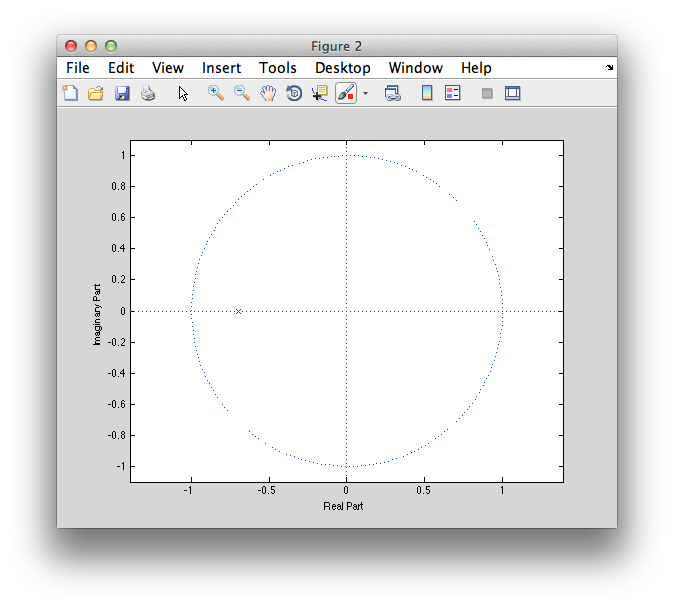 Figure 2
File Edit View Insert Tools Desktop Window Help
1
0.8
0.6
0.4
0.2
0
-0.2
-0.4
-0.6
-0.8
-1
Imaginary Part
-1 -0.5 0 0.5 1
Real Part